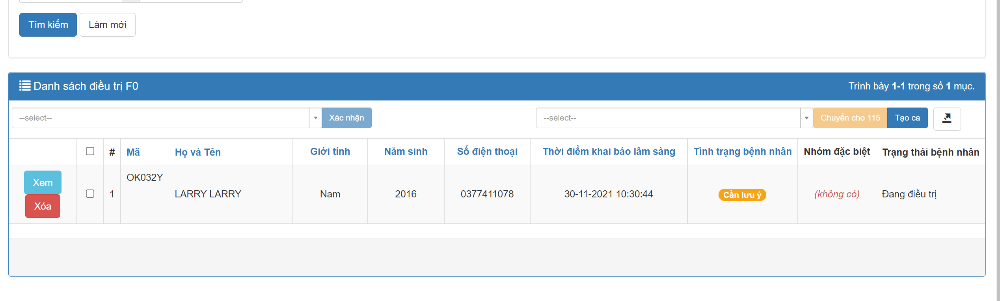 Tìm kiếm Làm mới
Danh sách điều trị F0 Trình bày 1-1 trong số 1 mục.
--select-- Xác nhận --select-- Chuyển cho 115 Tạo ca
# Mã Họ và Tên Giới tính Năm sinh Số điện thoại Thời điểm khai báo lâm sàng Tình trạng bệnh nhân Nhóm đặc biệt Trạng thái bệnh nhân
Xem OK032Y
1 LARRY LARRY Nam 2016 0377411078 30-11-2021 10:30:44 Cần lưu ý (không có) Đang điều trị
Xóa